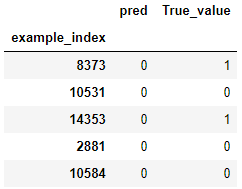 pred True_value
example_index
8373 0 1
10531 0 0
14353 0 1
2881 0 0
10584 0 0